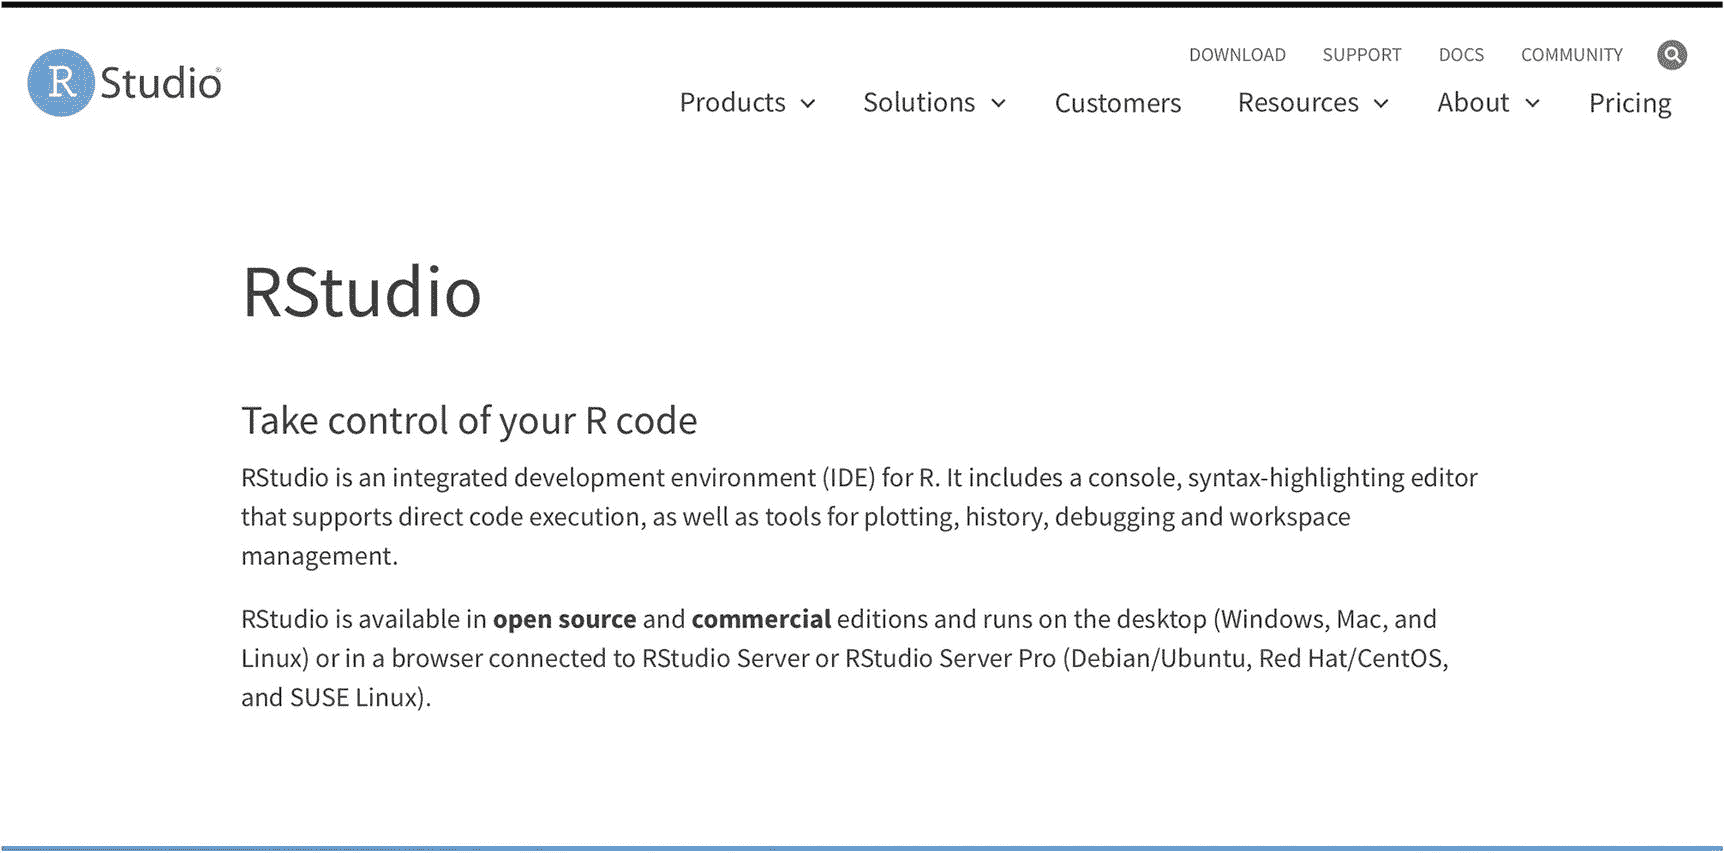 R Studio®
DOWNLOAD SUPPORT DOCS COMMUNITY
Products Solutions Customers Resources About Pricing
RStudio
Take control of your R code
RStudio is an integrated development environment (IDE) for R. It includes a console, syntax-highlighting editor
that supports direct code execution, as well as tools for plotting, history, debugging and workspace
management.
RStudio is available in open source and commercial editions and runs on the desktop (Windows, Mac, and
Linux) or in a browser connected to RStudio Server or RStudio Server Pro (Debian/Ubuntu, Red Hat/CentOS,
and SUSE Linux).